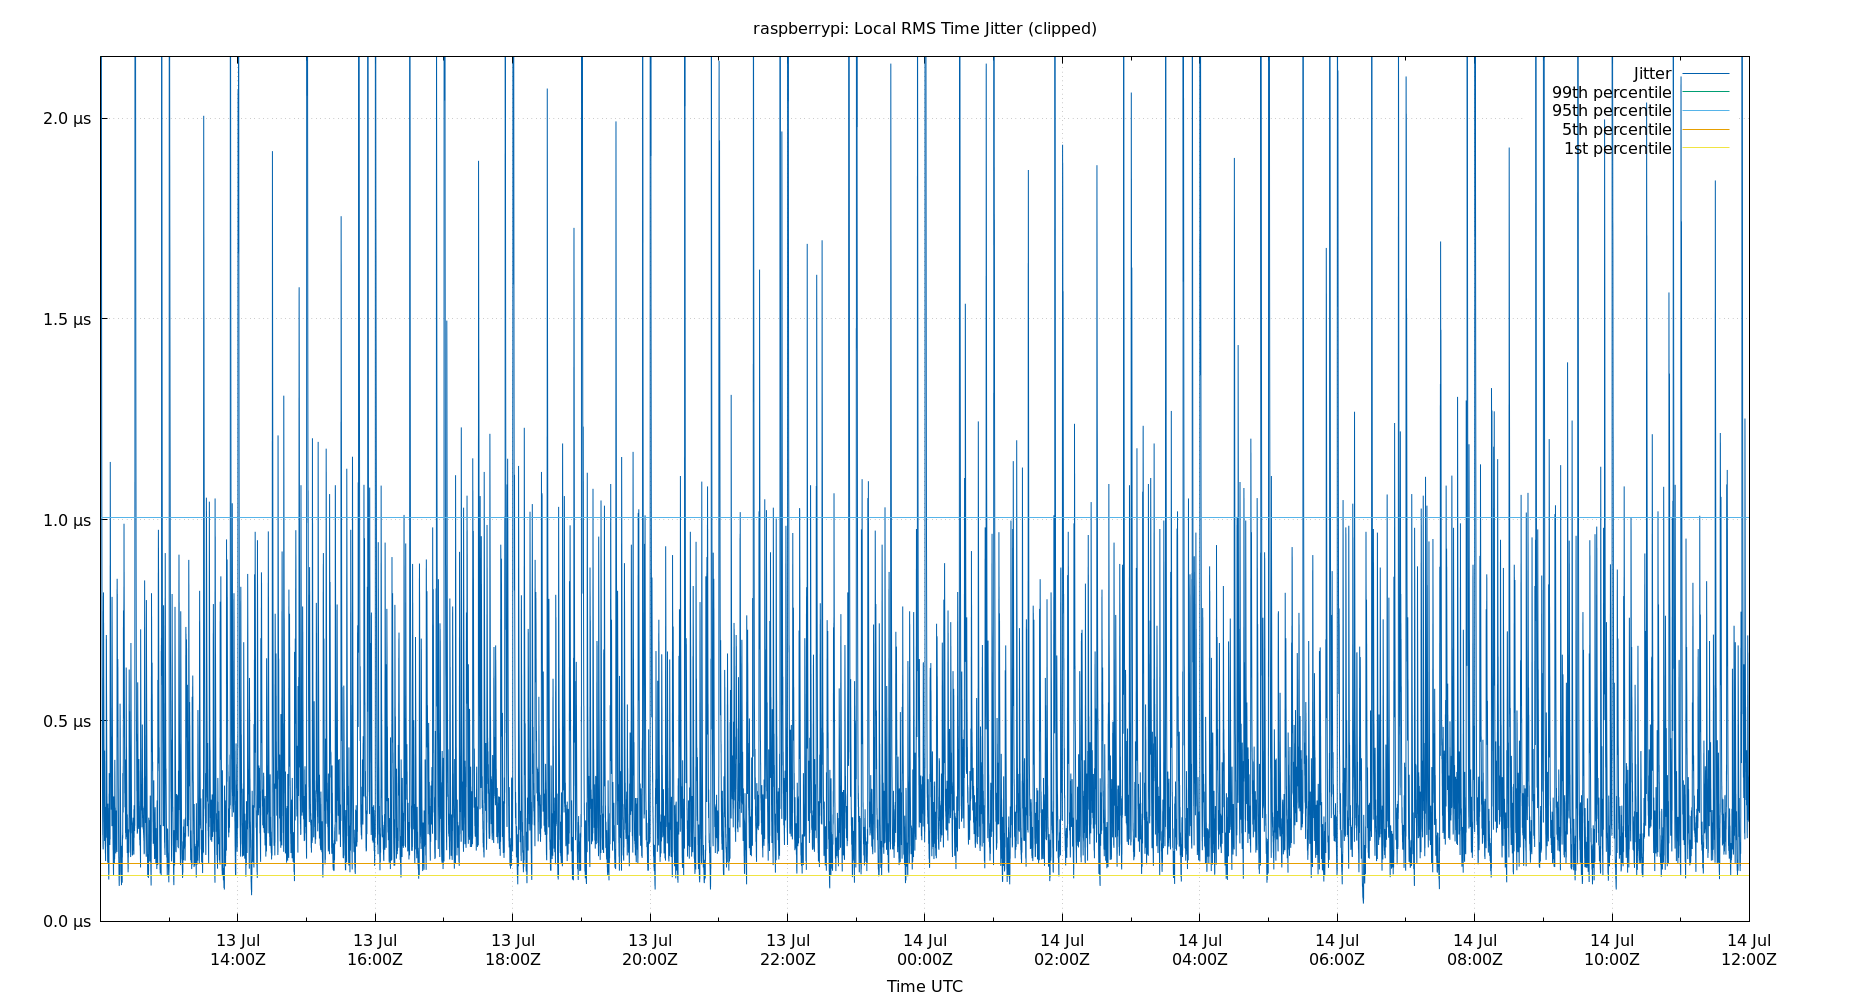 raspberrypi: Local RMS Time Jitter (clipped)
Jitter
99th percentile
95th percentile
5th percentile
1st percentile
2.0 µs
1.5 µs
1.0 µs
0.5 µs
0.0 µs
13 Jul 13 Jul 13 Jul 13 Jul 13 Jul 14 Jul 14 Jul 14 Jul 14 Jul 14 Jul 14 Jul 14 Jul
14:00Z 16:00Z 18:00Z 20:00Z 22:00Z 00:00Z 02:00Z 04:00Z 06:00Z 08:00Z 10:00Z 12:00Z
Time UTC